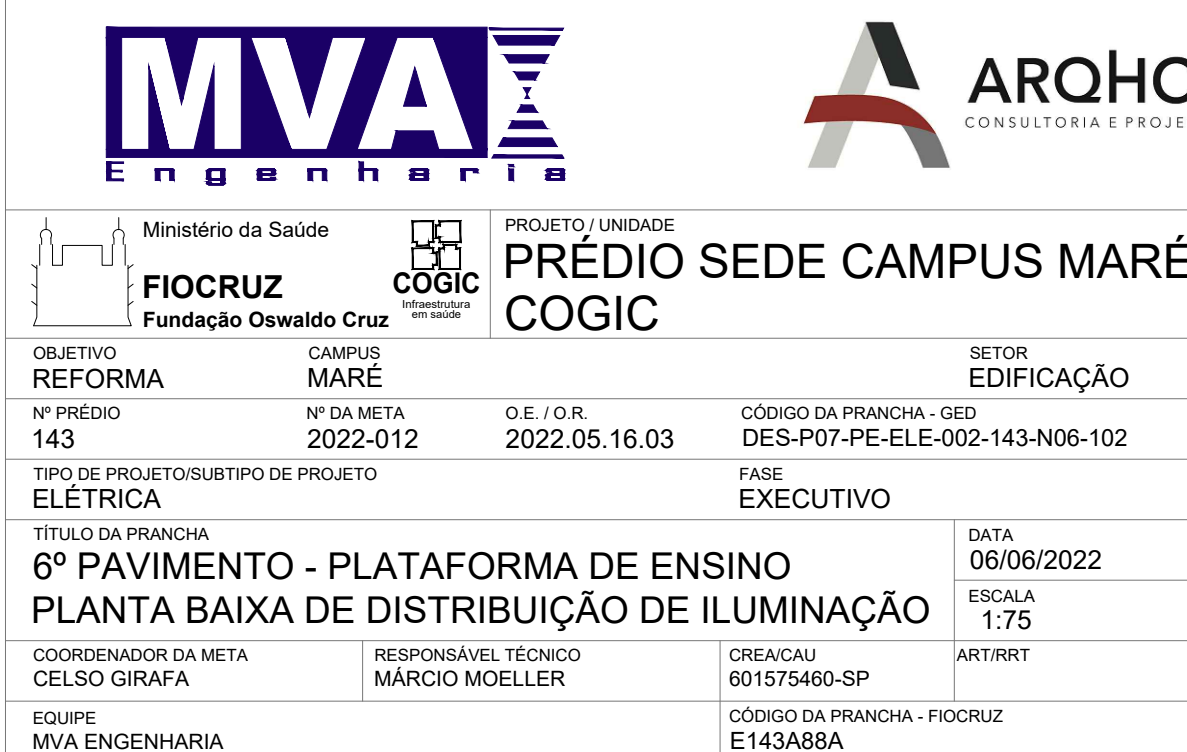 MVA
Engenharia
ARQHO
CONSULTORIA E PROJE
Ministério da Saúde
FIOCRUZ
Fundação Oswaldo Cruz
COGIC
Infraestrutura
em saúde
PROJETO / UNIDADE
PRÉDIO SEDE CAMPUS MARÉ
COGIC
OBJETIVO
REFORMA
CAMPUS
MARÉ
SETOR
EDIFICAÇÃO
Nº PRÉDIO
143
Nº DA META
2022-012
O.E. / O.R.
2022.05.16.03
CÓDIGO DA PRANCHA - GED
DES-P07-PE-ELE-002-143-N06-102
TIPO DE PROJETO/SUBTIPO DE PROJETO
ELÉTRICA
FASE
EXECUTIVO
TÍTULO DA PRANCHA
6º PAVIMENTO - PLATAFORMA DE ENSINO
PLANTA BAIXA DE DISTRIBUIÇÃO DE ILUMINAÇÃO
DATA
06/06/2022
ESCALA
1:75
COORDENADOR DA META
CELSO GIRAFA
RESPONSÁVEL TÉCNICO
MÁRCIO MOELLER
CREA/CAU
601575460-SP
ART/RRT
EQUIPE
MVA ENGENHARIA
CÓDIGO DA PRANCHA - FIOCRUZ
E143A88A